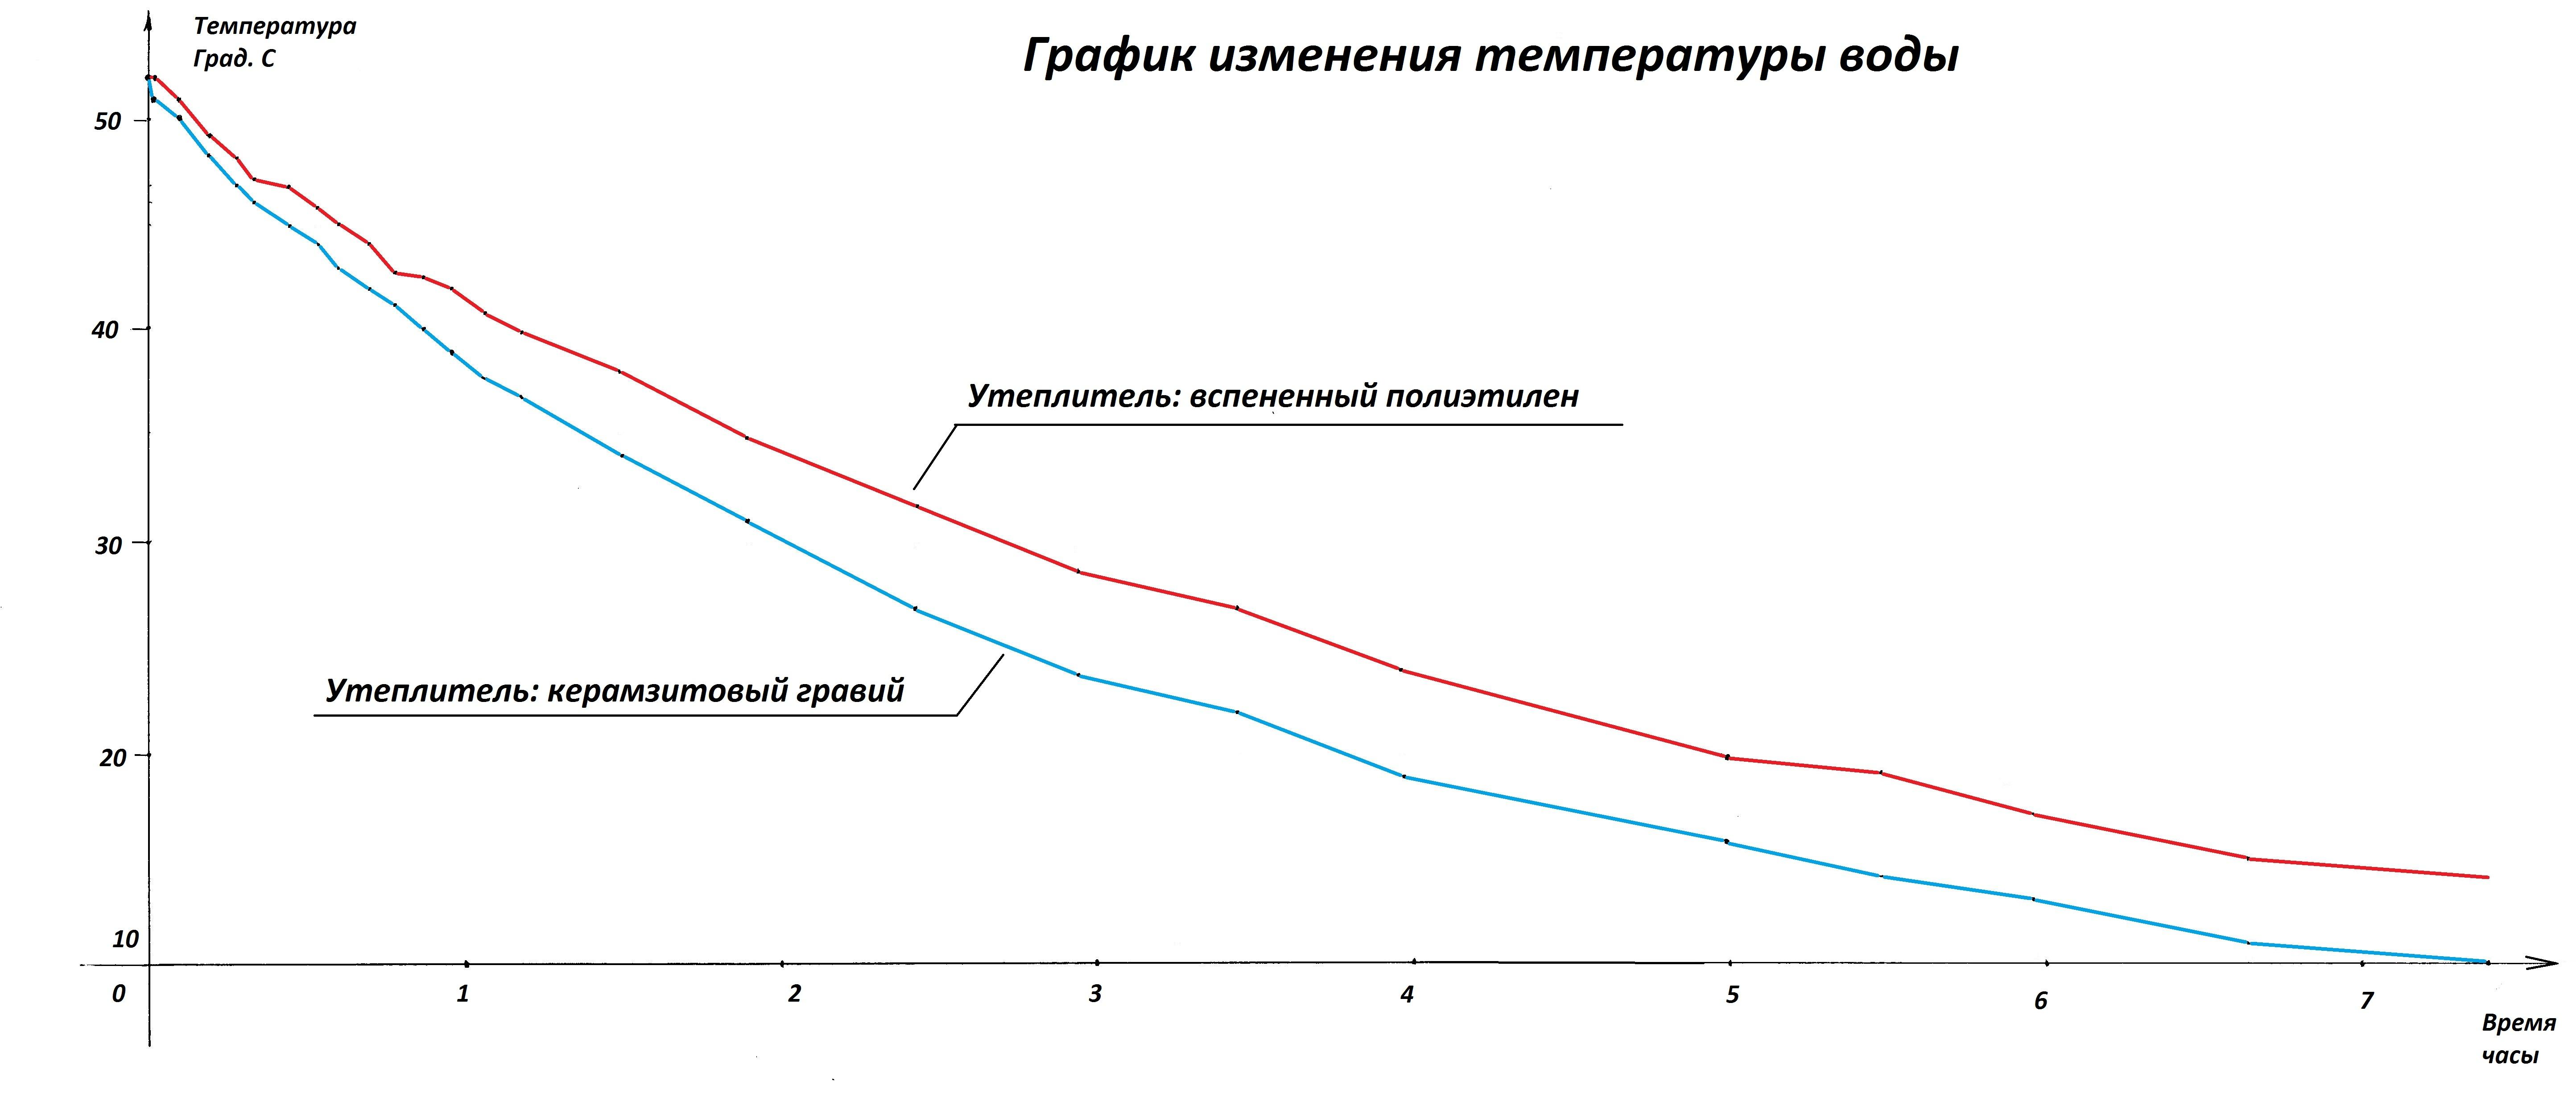 Температура
Град. С
График изменения температуры воды
50
40
Утеплитель: вспененный полиэтилен
30
Утеплитель: керамзитовый гравий
20
10
0
1
2
3
4
5
6
7
Время
часы